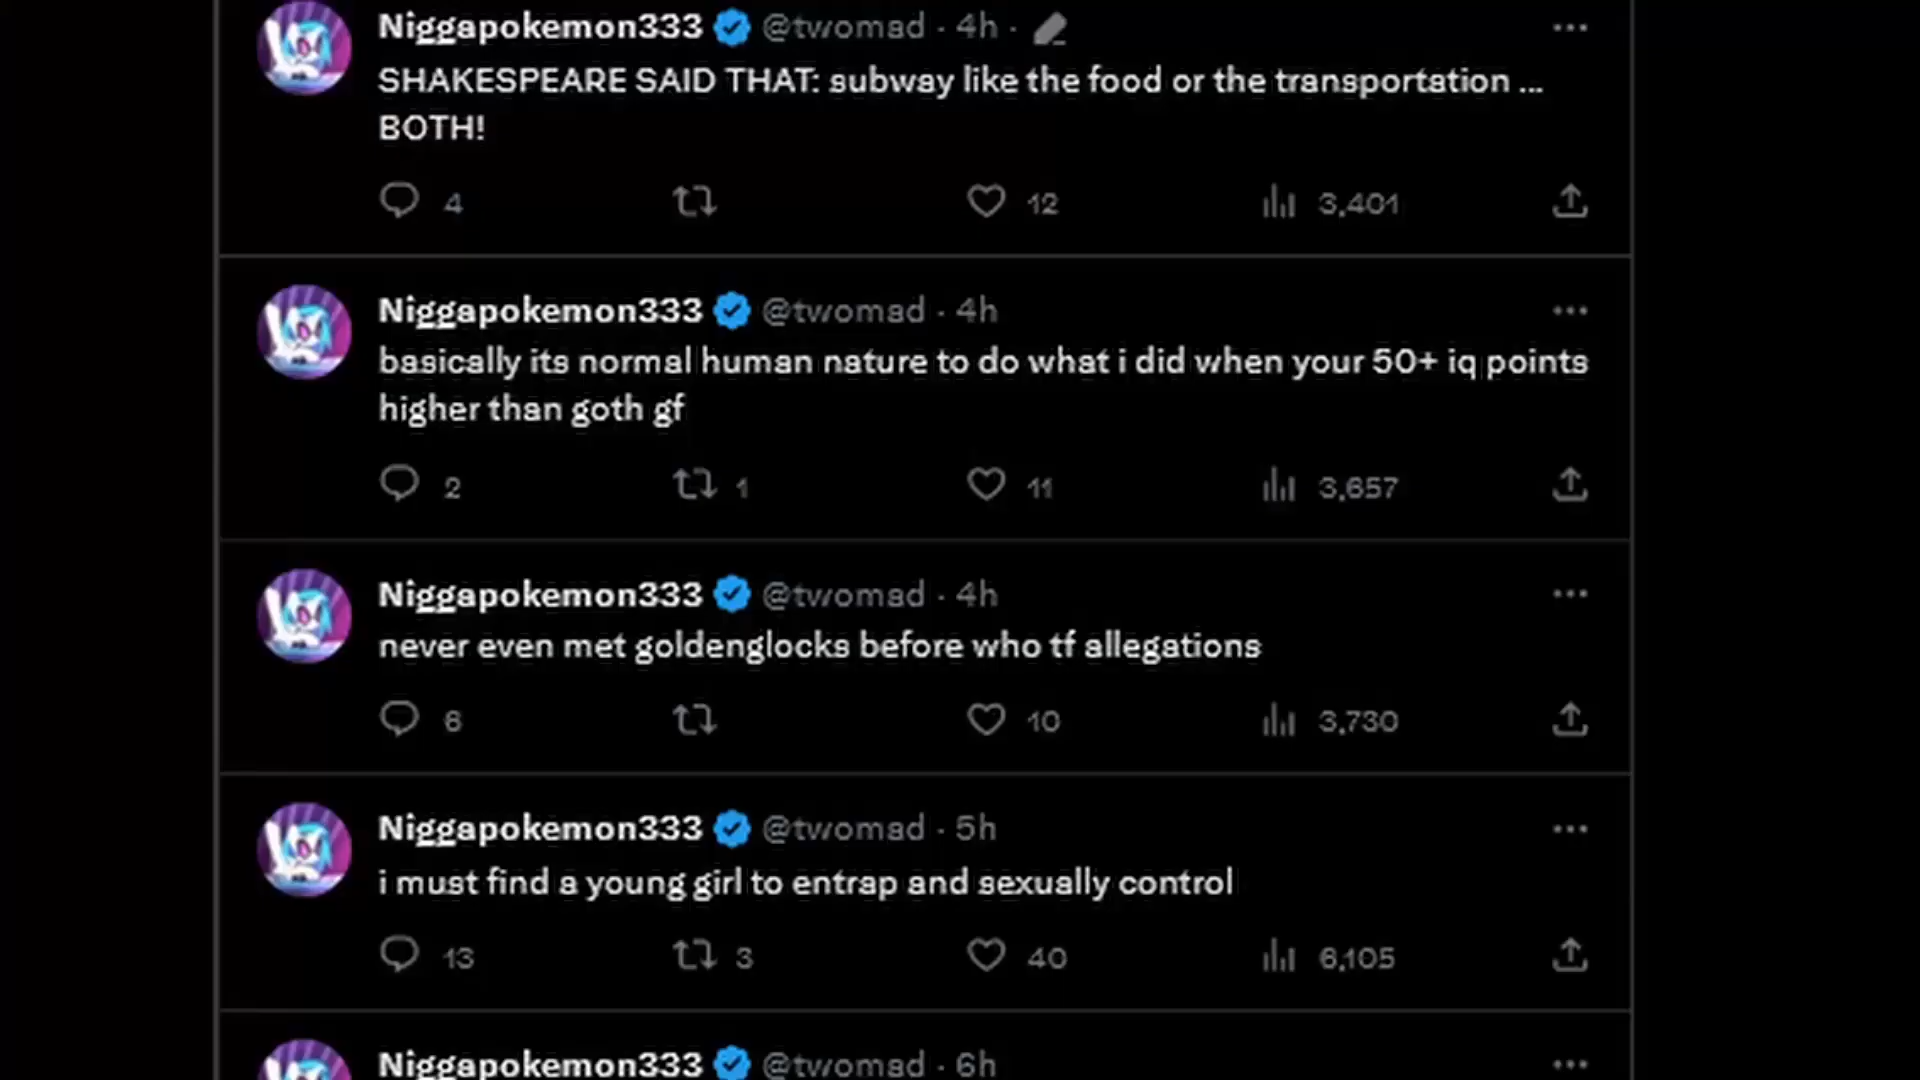 Niggapokemon333 @twomad · 4h ·
SHAKESPEARE SAID THAT: subway like the food or the transportation ...
BOTH!
4 12 3,401
Niggapokemon333 @twomad · 4h
basically its normal human nature to do what i did when your 50+ iq points
higher than goth gf
2 1 11 3,657
Niggapokemon333 @twomad · 4h
never even met goldenglocks before who tf allegations
6 10 3,730
Niggapokemon333 @twomad · 5h
i must find a young girl to entrap and sexually control
13 3 40 6,105
Niggapokemon333 @twomad · 6h